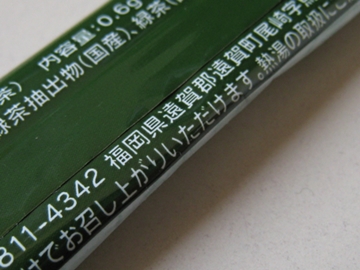 茶) 内容量:0.6g
緑茶抽出物(国産)、緑茶(
811-4342 福岡県遠賀郡遠賀町尾崎字
けでお召し上がりいただけます。熱湯の取扱に